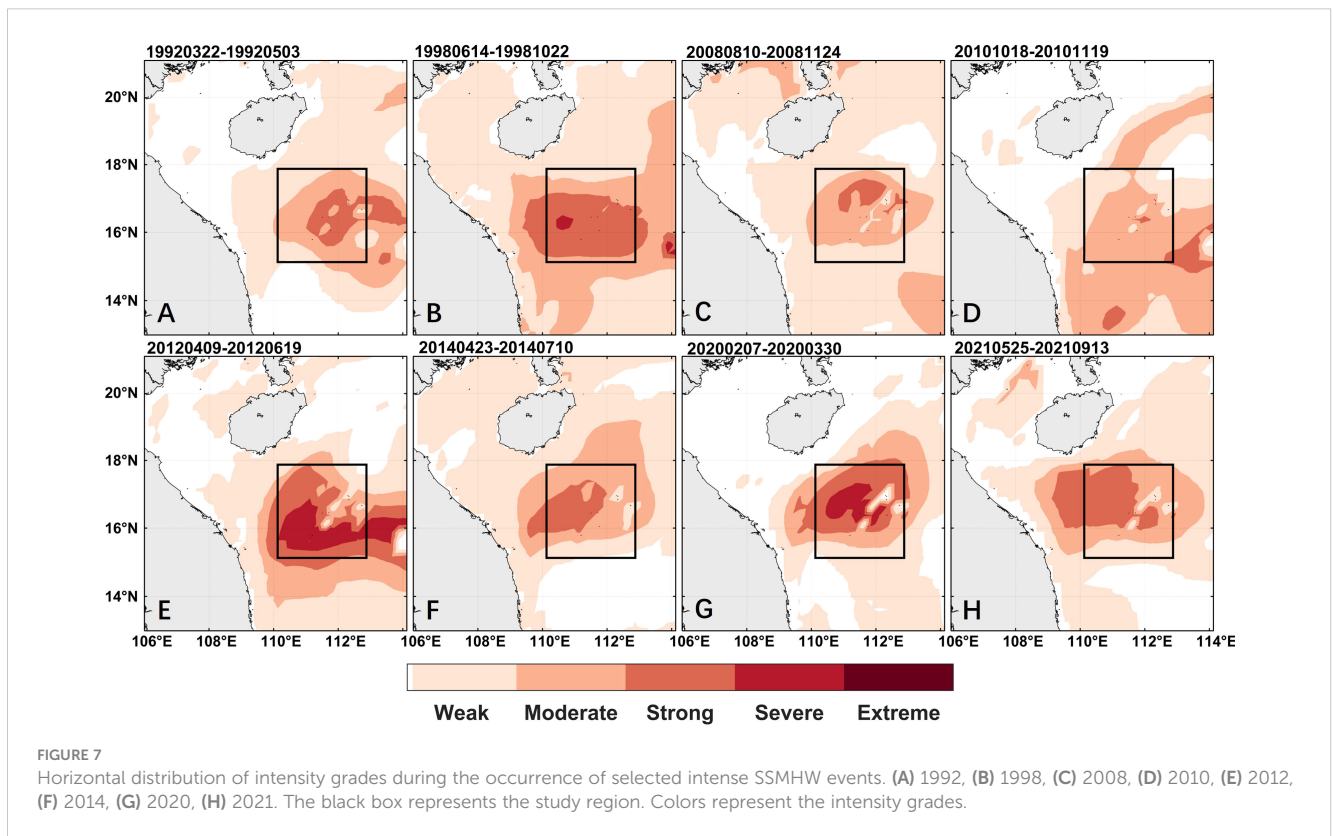 19920322-19920503 19980614-19981022 20080810-20081124 20101018-20101119
20°N
18°N
16°N
14°N
A B C D
20120409-20120619 20140423-20140710 20200207-20200330 20210525-20210913
20°N
18°N
16°N
14°N
E F G H
106°E 108°E 110°E 112°E 106°E 108°E 110°E 112°E 106°E 108°E 110°E 112°E 106°E 108°E 110°E 112°E 114°E
Weak Moderate Strong Severe Extreme
FIGURE 7
Horizontal distribution of intensity grades during the occurrence of selected intense SSMHW events. (A) 1992, (B) 1998, (C) 2008, (D) 2010, (E) 2012,
(F) 2014, (G) 2020, (H) 2021. The black box represents the study region. Colors represent the intensity grades.